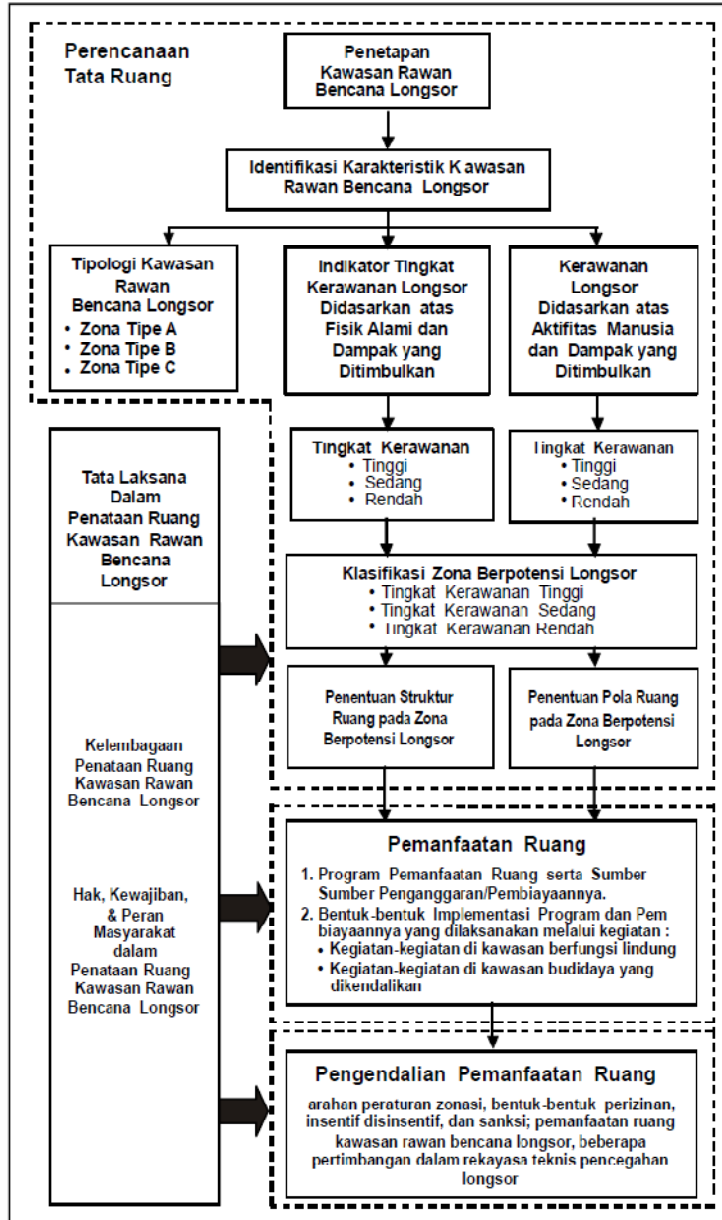 Perencanaan
Tata Ruang
Penetapan
Kawasan Rawan
Bencana Longsor
Identifikasi Karakteristik Kawasan
Rawan Bencana Longsor
Tipologi Kawasan
Rawan
Bencana Longsor
• Zona Tipe A
• Zona Tipe B
• Zona Tipe C
Indikator Tingkat
Kerawanan Longsor
Didasarkan atas
Fisik Alami dan
Dampak yang
Ditimbulkan
Kerawanan
Longsor
Didasarkan atas
Aktifitas Manusia
dan Dampak yang
Ditimbulkan
Tingkat Kerawanan
• Tinggi
• Sedang
• Rendah
Tingkat Kerawanan
• Tinggi
• Sedang
• Rendah
Klasifikasi Zona Berpotensi Longsor
• Tingkat Kerawanan Tinggi
• Tingkat Kerawanan Sedang
• Tingkat Kerawanan Rendah
Penentuan Struktur
Ruang pada Zona
Berpotensi Longsor
Penentuan Pola Ruang
pada Zona Berpotensi
Longsor
Tata Laksana
Dalam
Penataan Ruang
Kawasan Rawan
Bencana
Longsor
Kelembagaan
Penataan Ruang
Kawasan Rawan
Bencana Longsor
Hak, Kewajiban,
& Peran
Masyarakat
dalam
Penataan Ruang
Kawasan Rawan
Bencana Longsor
Pemanfaatan Ruang
1. Program Pemanfaatan Ruang serta Sumber
Sumber Penganggaran/Pembiayaannya.
2. Bentuk-bentuk Implementasi Program dan Pem
biayaannya yang dilaksanakan melalui kegiatan :
• Kegiatan-kegiatan di kawasan berfungsi lindung
• Kegiatan-kegiatan di kawasan budidaya yang
dikendalikan
Pengendalian Pemanfaatan Ruang
arahan peraturan zonasi, bentuk-bentuk perizinan,
insentif disinsentif, dan sanksi; pemanfaatan ruang
kawasan rawan bencana longsor, beberapa
pertimbangan dalam rekayasa teknis pencegahan
longsor